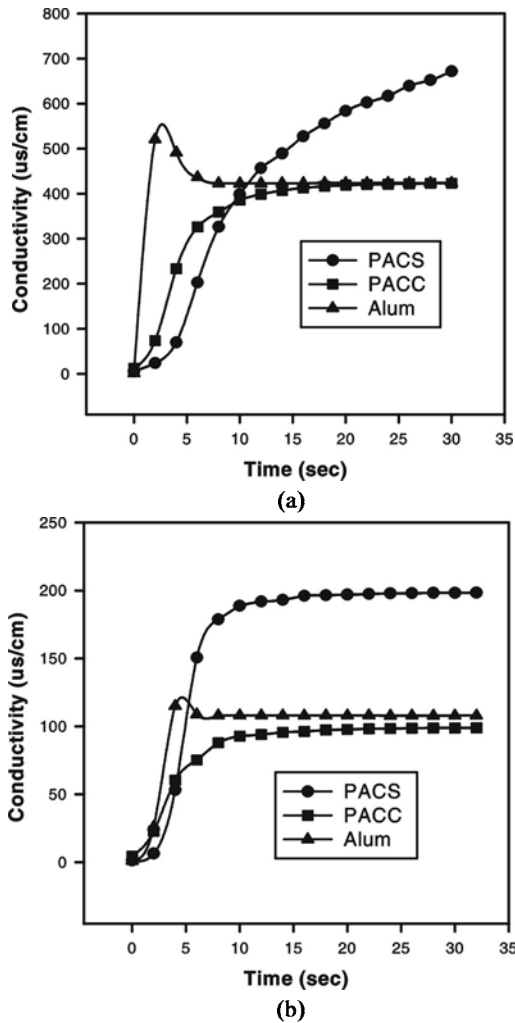 Conductivity (us/cm)
800
700
600
500
400
300
200
100
0
PACS
PACC
Alum
0 5 10 15 20 25 30 35
Time (sec)
(a)
Conductivity (us/cm)
250
200
150
100
50
0
PACS
PACC
Alum
0 5 10 15 20 25 30 35
Time (sec)
(b)